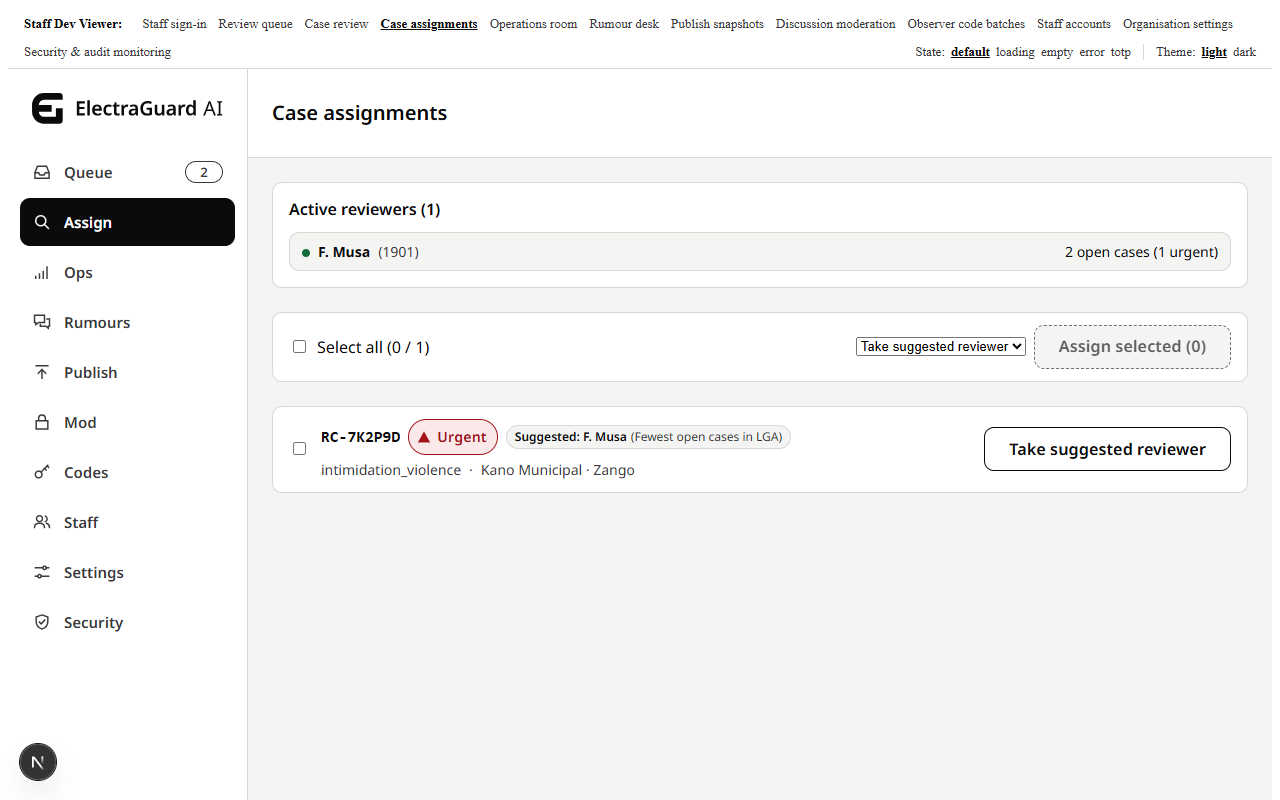 Staff Dev Viewer: Staff sign-in Review queue Case review Case assignments Operations room Rumour desk Publish snapshots Discussion moderation Observer code batches Staff accounts Organisation settings
Security & audit monitoring State: default loading empty error totp Theme: light dark
ElectraGuard AI
Case assignments
Queue 2
Assign
Ops
Rumours
Publish
Mod
Codes
Staff
Settings
Security
Active reviewers (1)
F. Musa (1901) 2 open cases (1 urgent)
Select all (0 / 1) Take suggested reviewer Assign selected (0)
RC-7K2P9D Urgent Suggested: F. Musa (Fewest open cases in LGA)
intimidation_violence · Kano Municipal · Zango
Take suggested reviewer
N